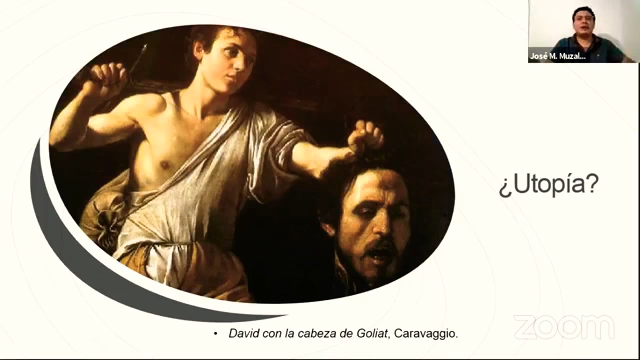 José M. Muzal...
¿Utopía?
• David con la cabeza de Goliat, Caravaggio.
zoom